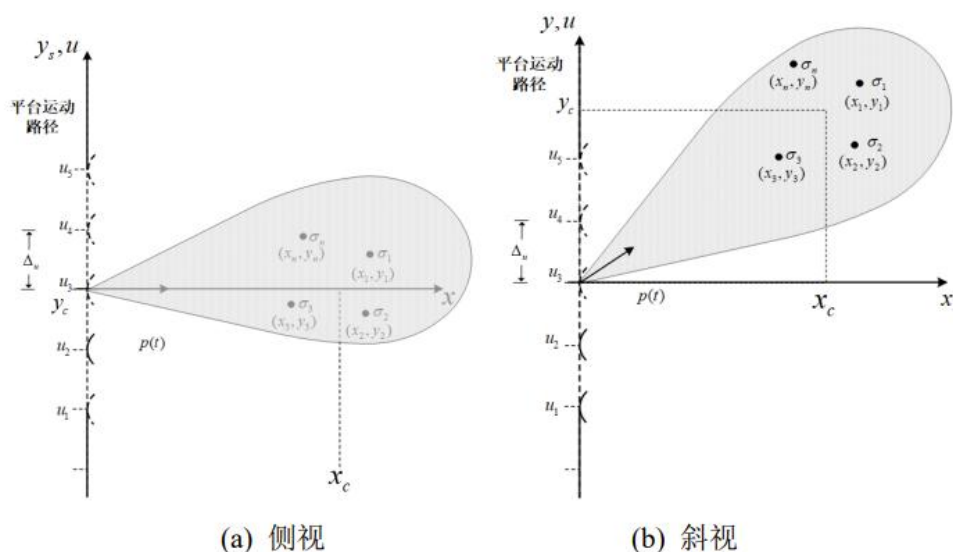 y_s,u
平台运动
路径
u_5
u_4
Δ_u
u_3
y_c
u_2
u_1
σ_n
(x_n,y_n)
σ_1
(x_1,y_1)
x
σ_3
(x_3,y_3)
σ_2
(x_2,y_2)
p(t)
x_c
(a) 侧视
y,u
平台运动
路径
y_c
u_5
u_4
Δ_u
u_3
u_2
u_1
σ_n
(x_n,y_n)
σ_1
(x_1,y_1)
σ_3
(x_3,y_3)
σ_2
(x_2,y_2)
p(t)
x_c
x
(b) 斜视